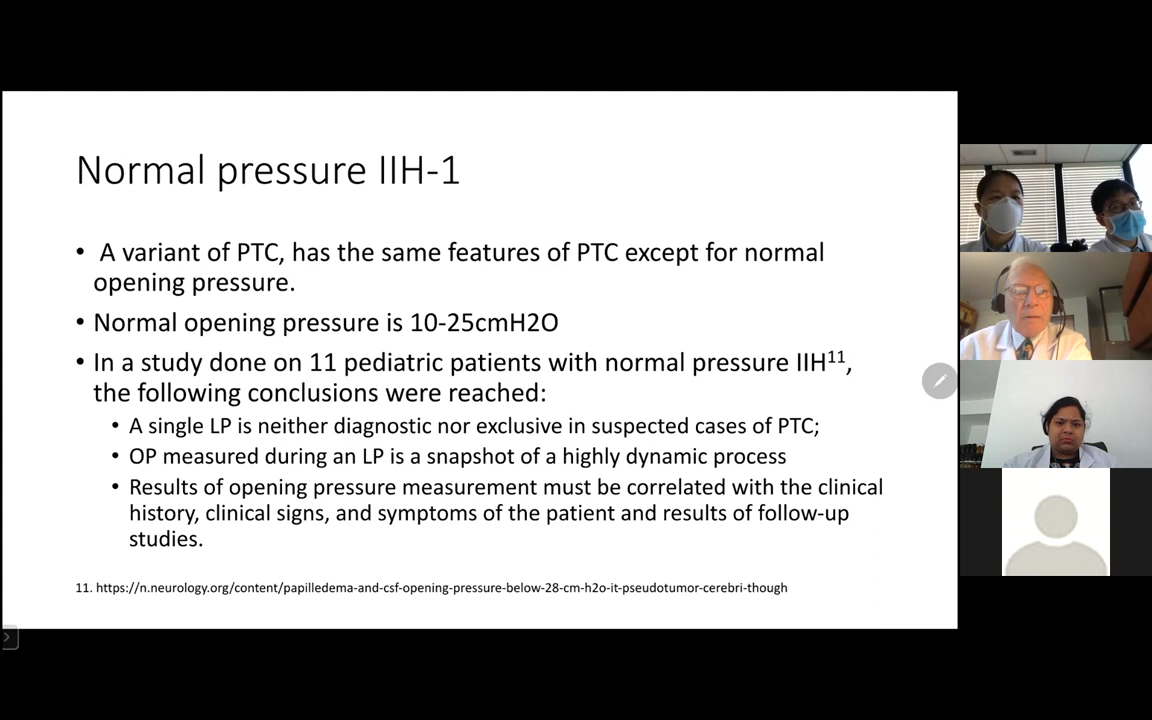 Normal pressure IIH-1
• A variant of PTC, has the same features of PTC except for normal
opening pressure.
• Normal opening pressure is 10-25cmH2O
• In a study done on 11 pediatric patients with normal pressure IIH¹¹,
the following conclusions were reached:
• A single LP is neither diagnostic nor exclusive in suspected cases of PTC;
• OP measured during an LP is a snapshot of a highly dynamic process
• Results of opening pressure measurement must be correlated with the clinical
history, clinical signs, and symptoms of the patient and results of follow-up
studies.
11. https://n.neurology.org/content/papilledema-and-csf-opening-pressure-below-28-cm-h2o-it-pseudotumor-cerebri-though